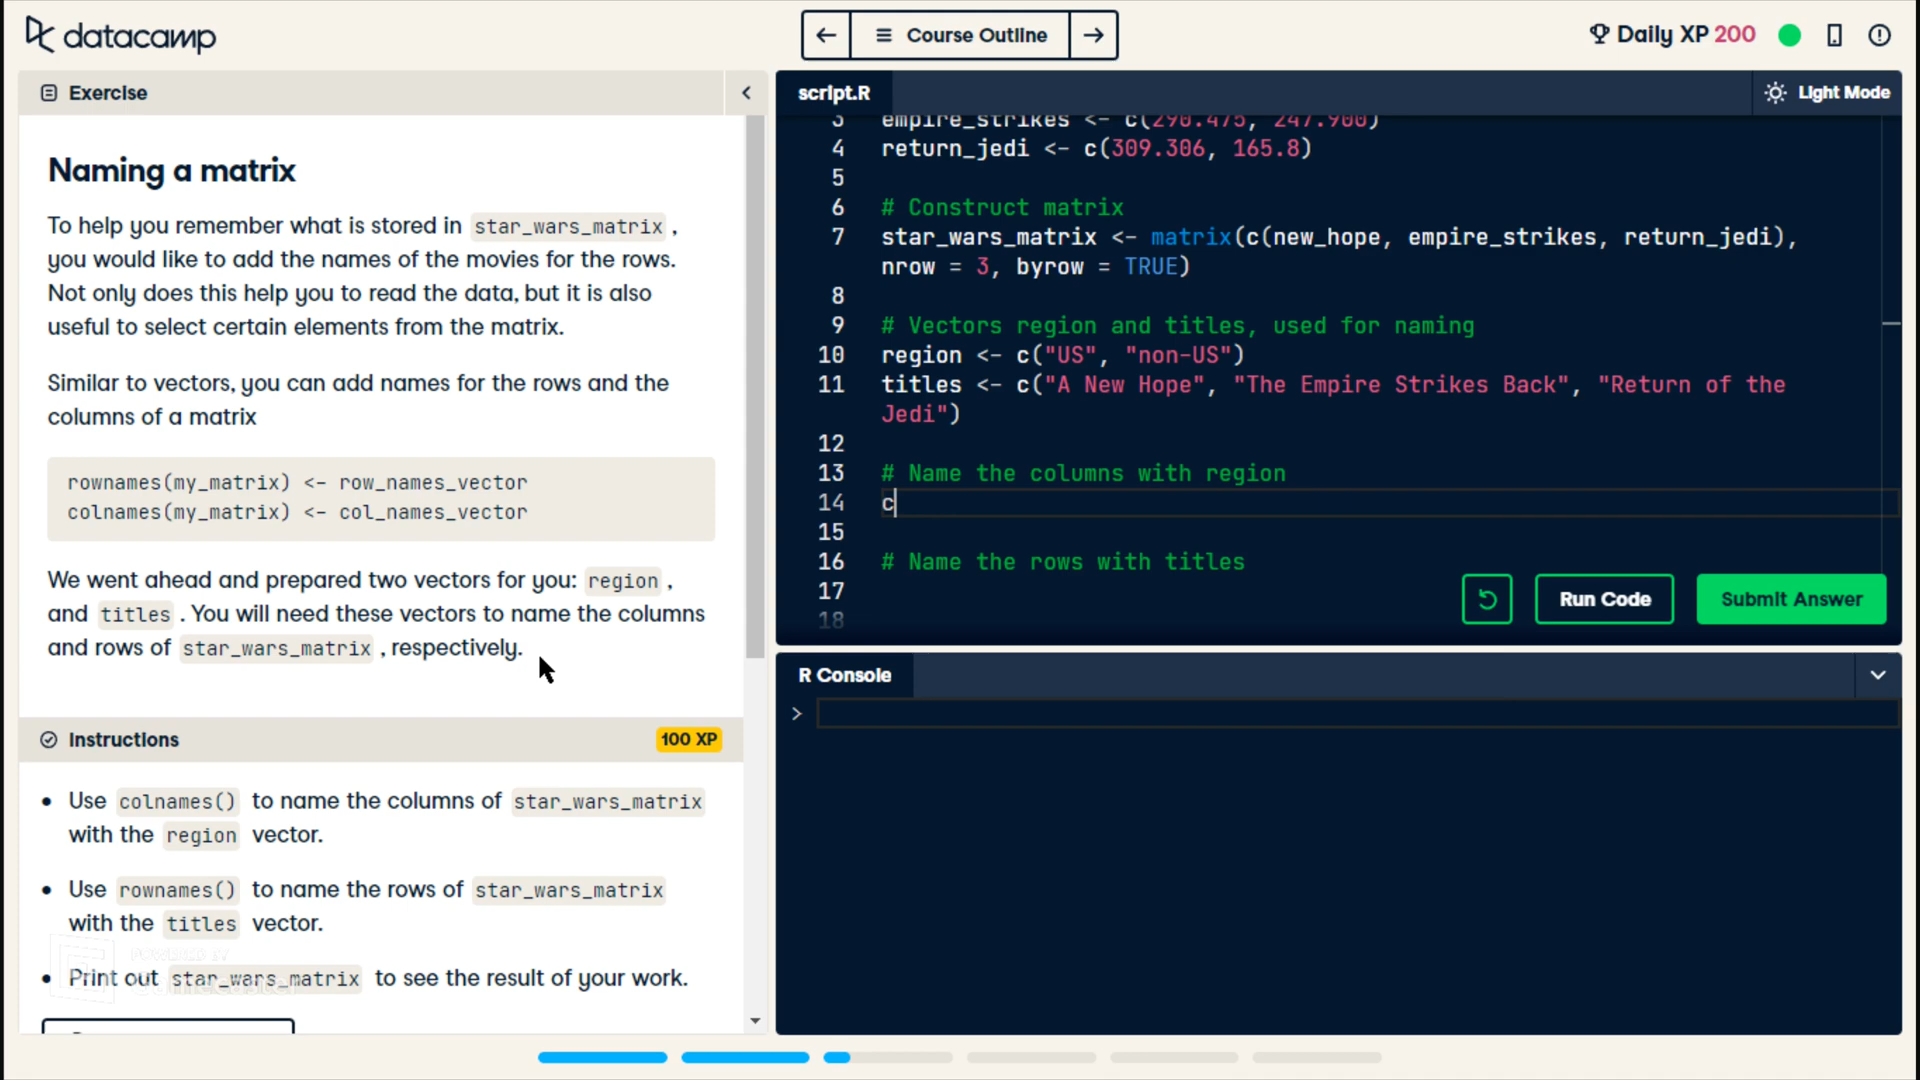 datacamp
Course Outline
Daily XP 200
Exercise
Naming a matrix
To help you remember what is stored in star_wars_matrix ,
you would like to add the names of the movies for the rows.
Not only does this help you to read the data, but it is also
useful to select certain elements from the matrix.
Similar to vectors, you can add names for the rows and the
columns of a matrix
rownames(my_matrix) <- row_names_vector
colnames(my_matrix) <- col_names_vector
We went ahead and prepared two vectors for you: region ,
and titles . You will need these vectors to name the columns
and rows of star_wars_matrix , respectively.
Instructions
100 XP
• Use colnames() to name the columns of star_wars_matrix
with the region vector.
• Use rownames() to name the rows of star_wars_matrix
with the titles vector.
• Print out star_wars_matrix to see the result of your work.
script.R
Light Mode
3 empire_strikes <- c(290.475, 247.900)
4 return_jedi <- c(309.306, 165.8)
5
6 # Construct matrix
7 star_wars_matrix <- matrix(c(new_hope, empire_strikes, return_jedi),
nrow = 3, byrow = TRUE)
8
9 # Vectors region and titles, used for naming
10 region <- c("US", "non-US")
11 titles <- c("A New Hope", "The Empire Strikes Back", "Return of the
Jedi")
12
13 # Name the columns with region
14 c
15
16 # Name the rows with titles
17
18
Run Code
Submit Answer
R Console
>